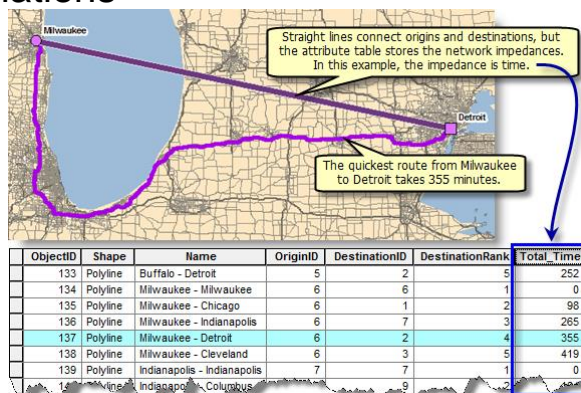 Milwaukee
Straight lines connect origins and destinations, but
the attribute table stores the network impedances.
In this example, the impedance is time.
Detroit
The quickest route from Milwaukee
to Detroit takes 355 minutes.
ObjectID Shape Name OriginID DestinationID DestinationRank Total_Time
133 Polyline Buffalo - Detroit 5 2 5 252
134 Polyline Milwaukee - Milwaukee 6 6 1 0
135 Polyline Milwaukee - Chicago 6 1 2 98
136 Polyline Milwaukee - Indianapolis 6 7 3 265
137 Polyline Milwaukee - Detroit 6 2 4 355
138 Polyline Milwaukee - Cleveland 6 3 5 419
139 Polyline Indianapolis - Indianapolis 7 7 1 0
Columbus 9 2